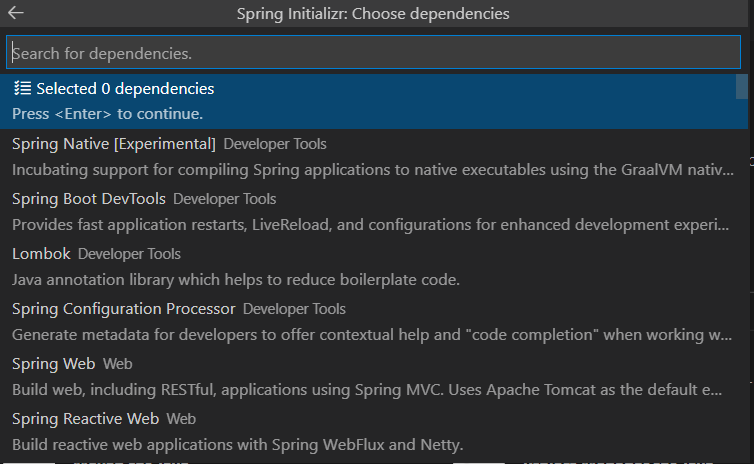 Spring Initializr: Choose dependencies
Search for dependencies.
Selected 0 dependencies
Press <Enter> to continue.
Spring Native [Experimental] Developer Tools
Incubating support for compiling Spring applications to native executables using the GraalVM nativ...
Spring Boot DevTools Developer Tools
Provides fast application restarts, LiveReload, and configurations for enhanced development experi...
Lombok Developer Tools
Java annotation library which helps to reduce boilerplate code.
Spring Configuration Processor Developer Tools
Generate metadata for developers to offer contextual help and "code completion" when working w...
Spring Web Web
Build web, including RESTful, applications using Spring MVC. Uses Apache Tomcat as the default e...
Spring Reactive Web Web
Build reactive web applications with Spring WebFlux and Netty.